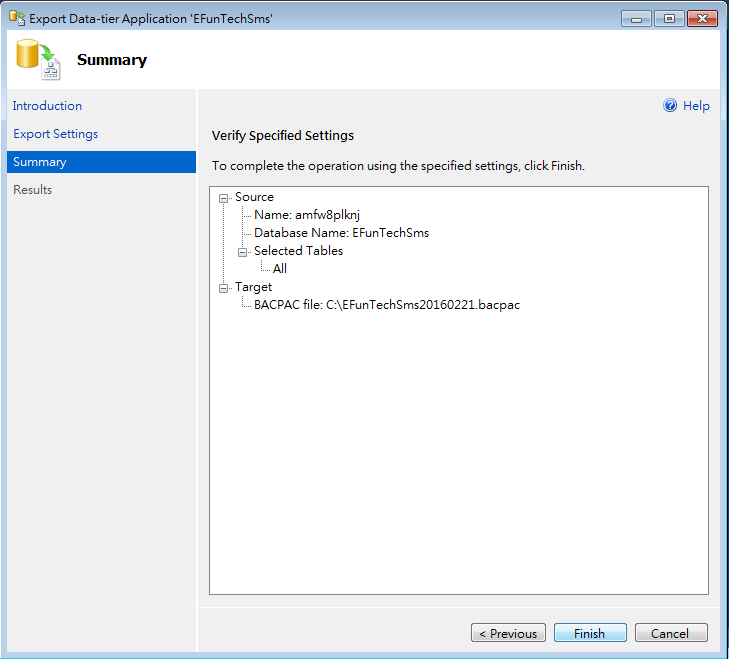 Export Data-tier Application 'EFunTechSms'
Summary
Introduction
Export Settings
Summary
Results
Help
Verify Specified Settings
To complete the operation using the specified settings, click Finish.
Source
Name: amfw8plknj
Database Name: EFunTechSms
Selected Tables
All
Target
BACPAC file: C:\EFunTechSms20160221.bacpac
< Previous
Finish
Cancel